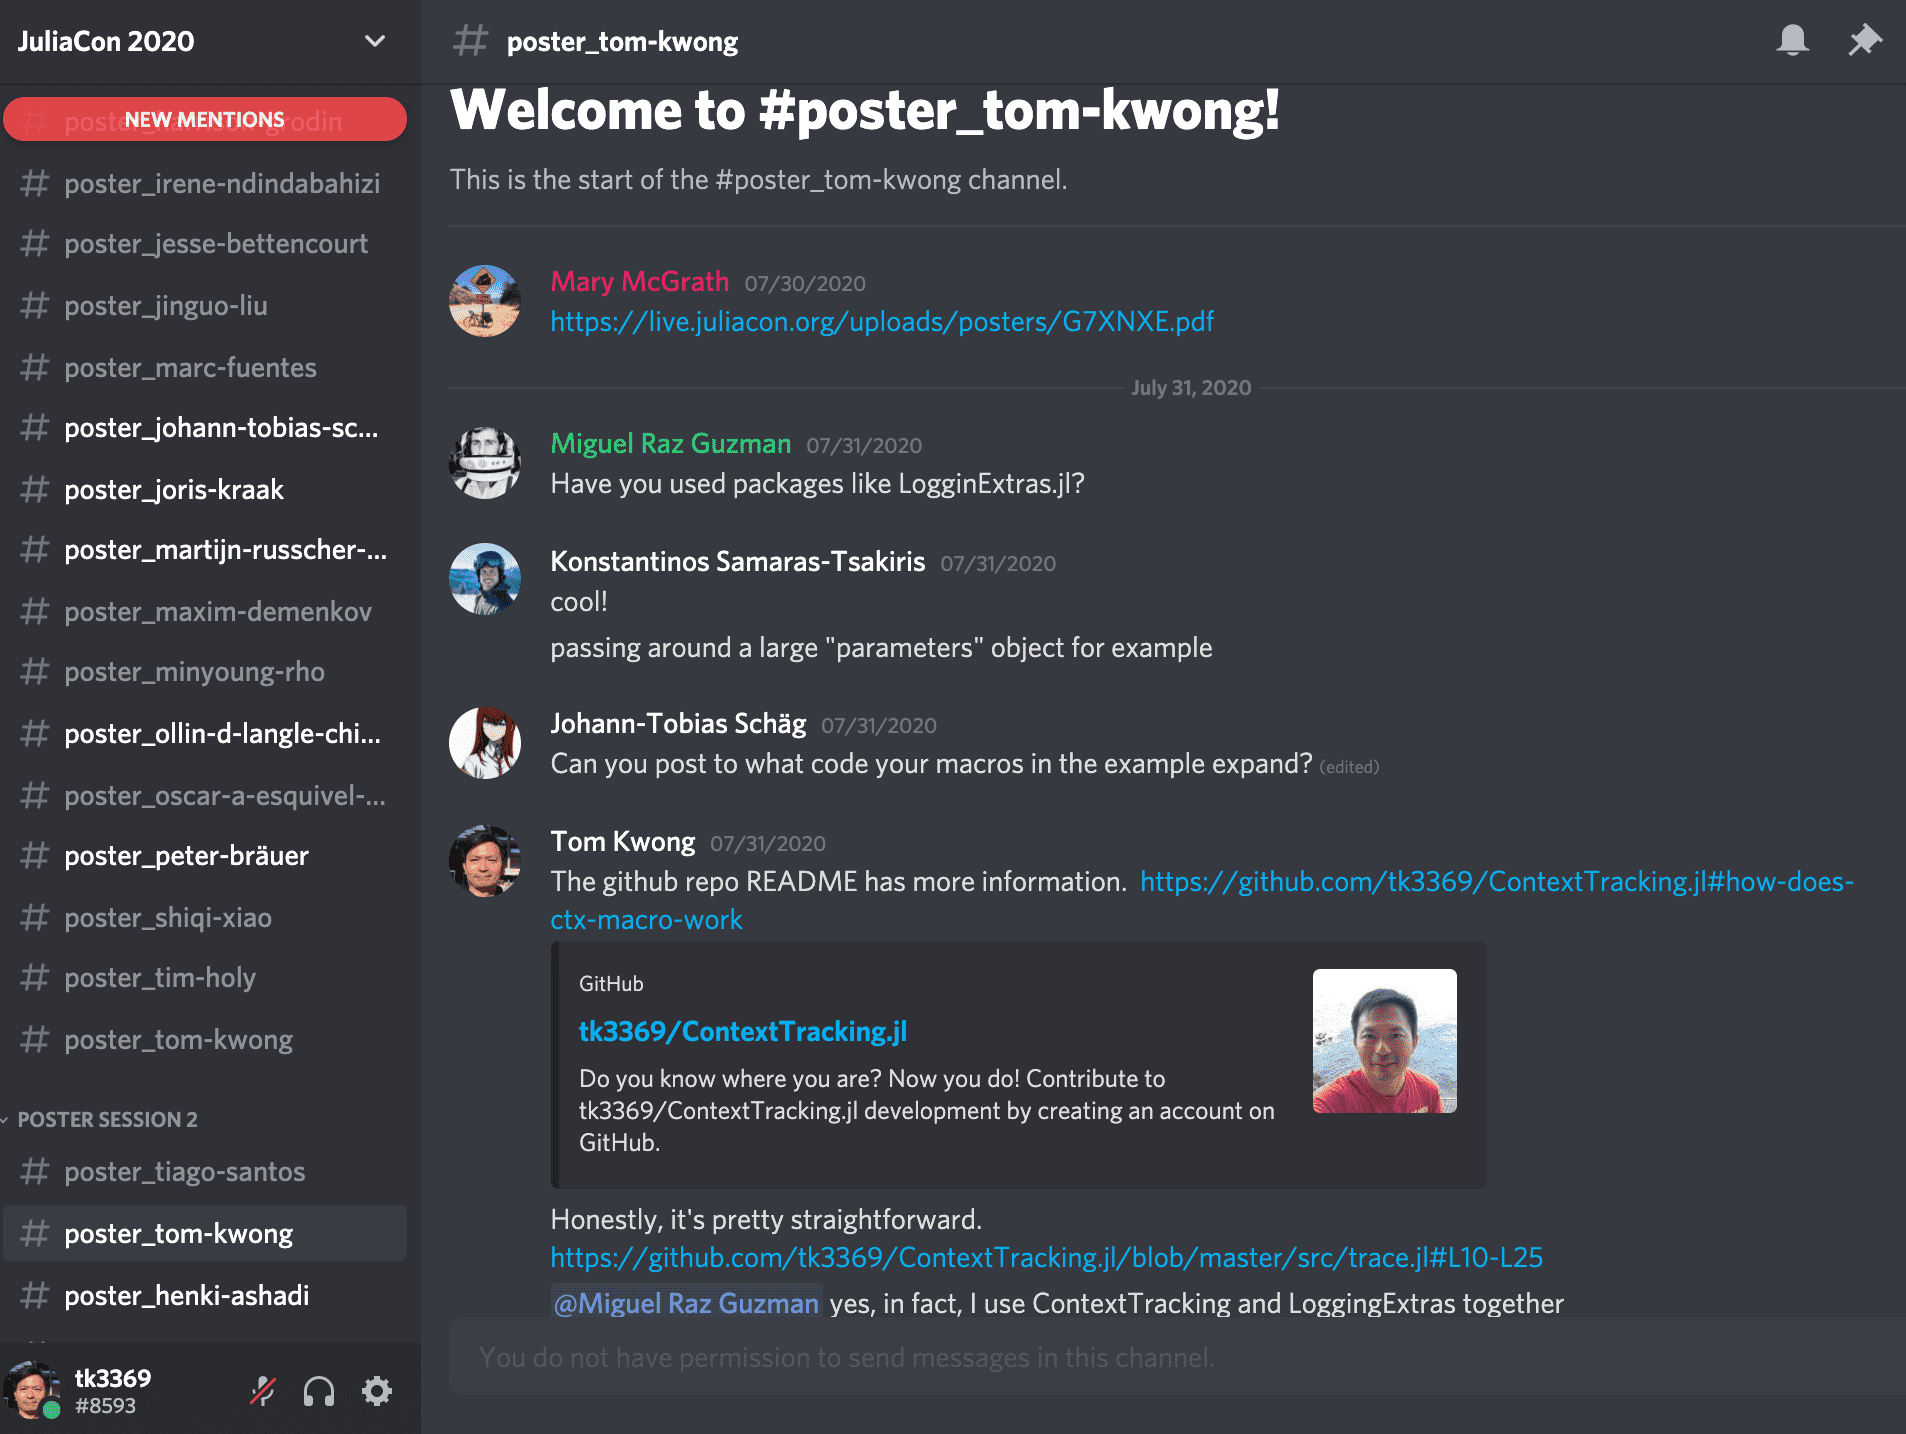 JuliaCon 2020
NEW MENTIONS
# poster_irene-ndindabahizi
# poster_jesse-bettencourt
# poster_jinguo-liu
# poster_marc-fuentes
# poster_johann-tobias-sc...
# poster_joris-kraak
# poster_martijn-russcher-...
# poster_maxim-demenkov
# poster_minyoung-rho
# poster_ollin-d-langle-chi...
# poster_oscar-a-esquivel-...
# poster_peter-bräuer
# poster_shiqi-xiao
# poster_tim-holy
# poster_tom-kwong
POSTER SESSION 2
# poster_tiago-santos
# poster_tom-kwong
# poster_henki-ashadi
tk3369
#8593
# poster_tom-kwong
Welcome to #poster_tom-kwong!
This is the start of the #poster_tom-kwong channel.
Mary McGrath 07/30/2020
https://live.juliacon.org/uploads/posters/G7XNXE.pdf
July 31, 2020
Miguel Raz Guzman 07/31/2020
Have you used packages like LogginExtras.jl?
Konstantinos Samaras-Tsakiris 07/31/2020
cool!
passing around a large "parameters" object for example
Johann-Tobias Schäg 07/31/2020
Can you post to what code your macros in the example expand? (edited)
Tom Kwong 07/31/2020
The github repo README has more information. https://github.com/tk3369/ContextTracking.jl#how-does-
ctx-macro-work
GitHub
tk3369/ContextTracking.jl
Do you know where you are? Now you do! Contribute to
tk3369/ContextTracking.jl development by creating an account on
GitHub.
Honestly, it's pretty straightforward.
https://github.com/tk3369/ContextTracking.jl/blob/master/src/trace.jl#L10-L25
@Miguel Raz Guzman yes, in fact, I use ContextTracking and LoggingExtras together
You do not have permission to send messages in this channel.